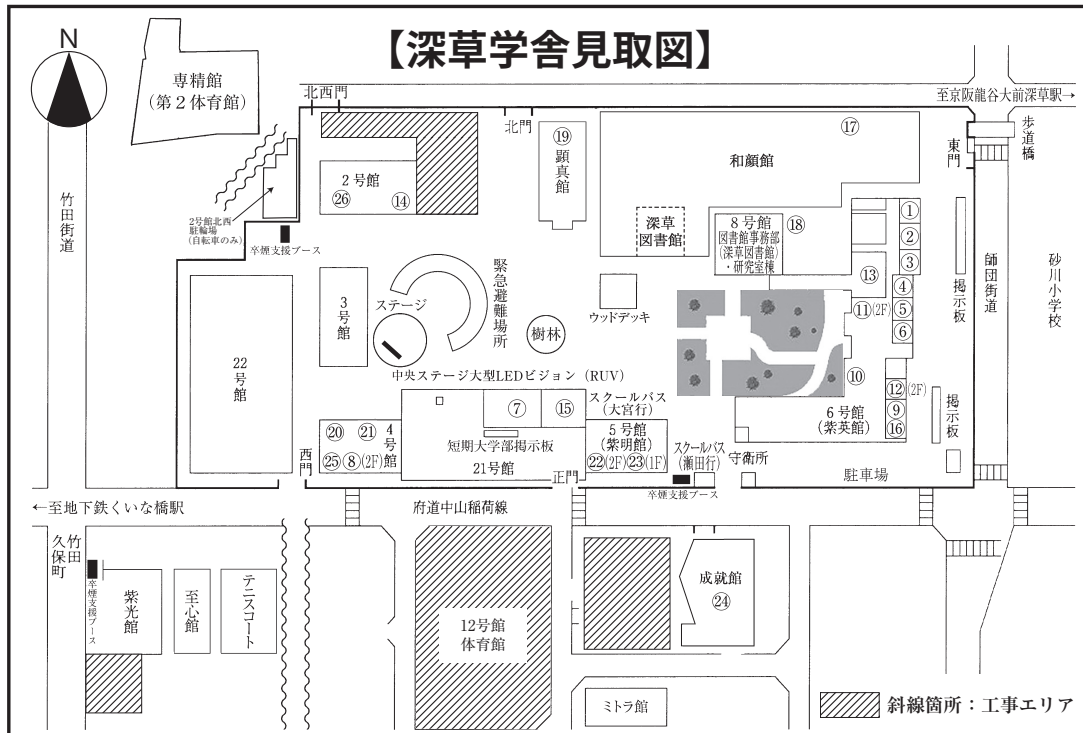 【深草学舎見取図】
N
専精館
(第2体育館)
北西門
北門
至京阪龍谷大前深草駅→
歩道橋
東門
⑰
和顔館
⑲
顕真館
2号館
㉖
⑭
竹田街道
2号館北西
駐輪場
(自転車のみ)
卒煙支援ブース
深草
図書館
8号館
図書館事務部
(深草図書館)
・研究室棟
⑱
①
②
③
⑬
④
⑤
⑥
⑪(2F)
掲示板
師団街道
砂川小学校
緊急避難場所
ステージ
3号館
樹林
ウッドデッキ
22号館
中央ステージ大型LEDビジョン（RUV）
⑩
⑫(2F)
⑨
⑯
掲示板
6号館
(紫英館)
⑦
⑮
スクールバス
(大宮行)
⑳
㉑
4号館
㉕
⑧(2F)
短期大学部掲示板
21号館
5号館
(紫明館)
㉒(2F)㉓(1F)
スクールバス
(瀬田行)
守衛所
駐車場
西門
正門
卒煙支援ブース
←至地下鉄くいな橋駅
府道中山稲荷線
竹田
久保町
卒煙支援ブース
紫光館
至心館
テニスコート
12号館
体育館
成就館
㉔
ミトラ館
斜線箇所：工事エリア